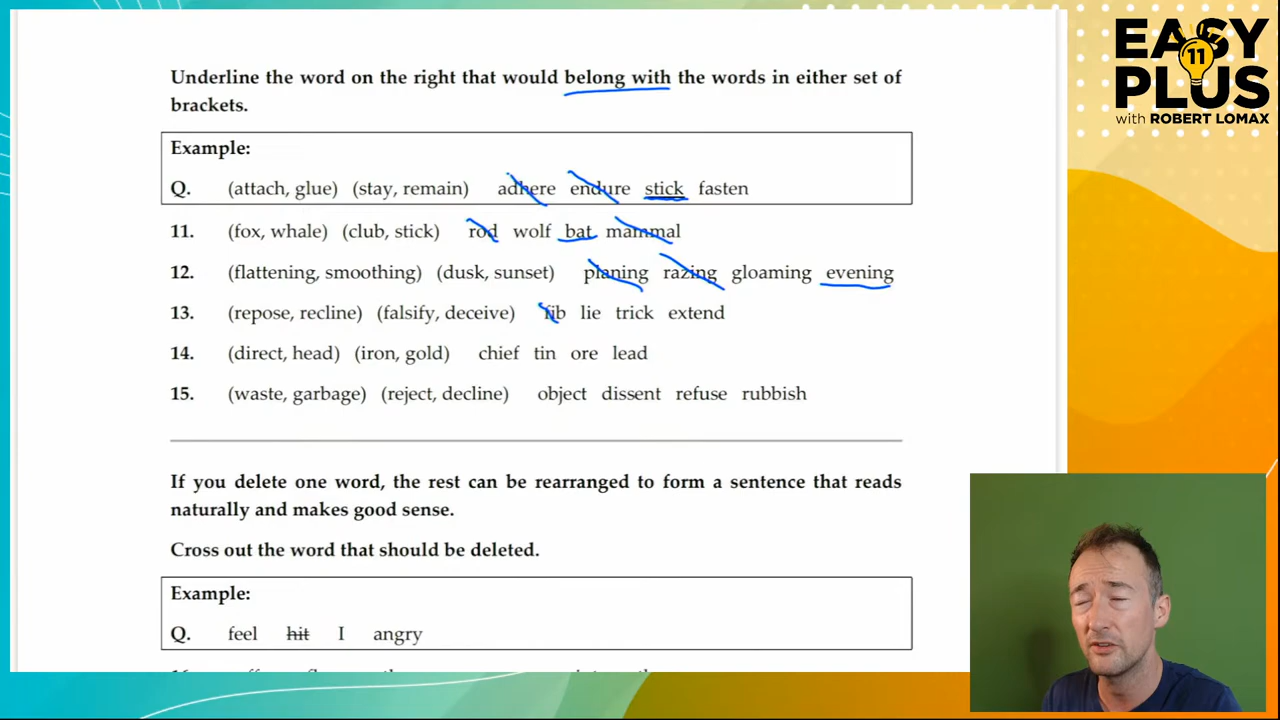 EASY
11
PLUS
with ROBERT LOMAX
Underline the word on the right that would belong with the words in either set of
brackets.
Example:
Q. (attach, glue) (stay, remain) adhere endure stick fasten
11. (fox, whale) (club, stick) rod wolf bat mammal
12. (flattening, smoothing) (dusk, sunset) planing razing gloaming evening
13. (repose, recline) (falsify, deceive) fib lie trick extend
14. (direct, head) (iron, gold) chief tin ore lead
15. (waste, garbage) (reject, decline) object dissent refuse rubbish
If you delete one word, the rest can be rearranged to form a sentence that reads
naturally and makes good sense.
Cross out the word that should be deleted.
Example:
Q. feel hit I angry